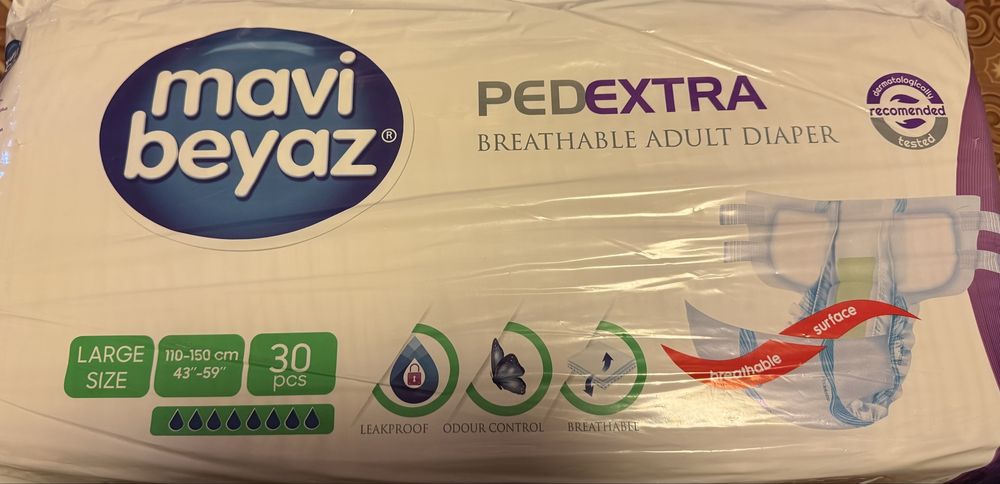 mavi
beyaz®
PEDEXTRA
BREATHABLE ADULT DIAPER
dermatologically
recomended
tested
surface
breathable
LARGE
SIZE
110-150 cm
43"-59"
30
pcs
LEAKPROOF
ODOUR CONTROL
BREATHABLE